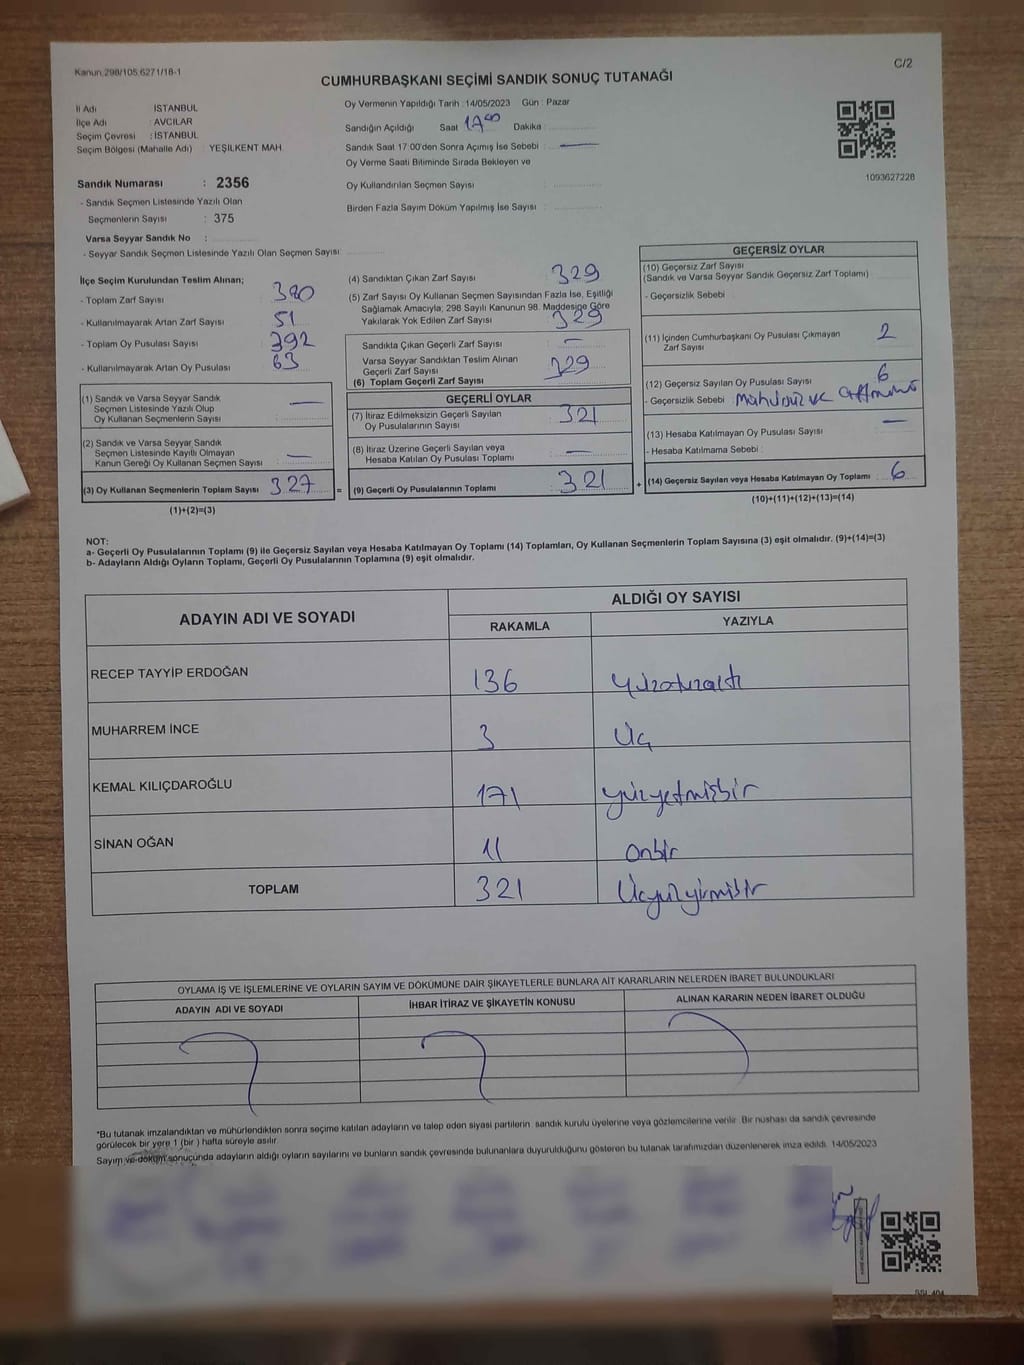 Kanun:298/105.6271/18-1
C/2
CUMHURBAŞKANI SEÇİMİ SANDIK SONUÇ TUTANAĞI
İl Adı : İSTANBUL
İlçe Adı : AVCILAR
Seçim Çevresi : İSTANBUL
Seçim Bölgesi (Mahalle Adı) : YEŞİLKENT MAH.
Sandık Numarası : 2356
- Sandık Seçmen Listesinde Yazılı Olan
Seçmenlerin Sayısı : 375
Varsa Seyyar Sandık No :
- Seyyar Sandık Seçmen Listesinde Yazılı Olan Seçmen Sayısı:
Oy Vermenin Yapıldığı Tarih :14/05/2023 Gün : Pazar
Sandığın Açıldığı Saat Dakika
Sandık Saat 17:00'den Sonra Açımış İse Sebebi : —
Oy Verme Saati Bitiminde Sırada Bekleyen ve
Oy Kullandırılan Seçmen Sayısı :
Birden Fazla Sayım Döküm Yapılmış İse Sayısı :
1093627228
İlçe Seçim Kurulundan Teslim Alınan;
- Toplam Zarf Sayısı : 380
- Kullanılmayarak Artan Zarf Sayısı : 51
- Toplam Oy Pusulası Sayısı : 392
- Kullanılmayarak Artan Oy Pusulası : 63
(1) Sandık ve Varsa Seyyar Sandık
Seçmen Listesinde Yazılı Olup
Oy Kullanan Seçmenlerin Sayısı : —
(2) Sandık ve Varsa Seyyar Sandık
Seçmen Listesinde Kayıtlı Olmayan
Kanun Gereği Oy Kullanan Seçmen Sayısı : —
(3) Oy Kullanan Seçmenlerin Toplam Sayısı : 327
(1)+(2)=(3)
(4) Sandıktan Çıkan Zarf Sayısı : 329
(5) Zarf Sayısı Oy Kullanan Seçmen Sayısından Fazla İse, Eşitliği
Sağlamak Amacıyla; 298 Sayılı Kanunun 98. Maddesine Göre
Yakılarak Yok Edilen Zarf Sayısı : 329
Sandıkta Çıkan Geçerli Zarf Sayısı : —
Varsa Seyyar Sandıktan Teslim Alınan
Geçerli Zarf Sayısı : 329
(6) Toplam Geçerli Zarf Sayısı
GEÇERLİ OYLAR
(7) İtiraz Edilmeksizin Geçerli Sayılan
Oy Pusulalarının Sayısı : 321
(8) İtiraz Üzerine Geçerli Sayılan veya
Hesaba Katılan Oy Pusulası Toplamı : —
= (9) Geçerli Oy Pusulalarının Toplamı : 321
GEÇERSİZ OYLAR
(10) Geçersiz Zarf Sayısı
(Sandık ve Varsa Seyyar Sandık Geçersiz Zarf Toplamı)
- Geçersizlik Sebebi :
(11) İçinden Cumhurbaşkanı Oy Pusulası Çıkmayan
Zarf Sayısı : 2
(12) Geçersiz Sayılan Oy Pusulası Sayısı : 6
- Geçersizlik Sebebi : Mühürsüz ve
(13) Hesaba Katılmayan Oy Pusulası Sayısı : —
- Hesaba Katılmama Sebebi :
+ (14) Geçersiz Sayılan veya Hesaba Katılmayan Oy Toplamı : 6
(10)+(11)+(12)+(13)=(14)
NOT:
a- Geçerli Oy Pusulalarının Toplamı (9) ile Geçersiz Sayılan veya Hesaba Katılmayan Oy Toplamı (14) Toplamları, Oy Kullanan Seçmenlerin Toplam Sayısına (3) eşit olmalıdır. (9)+(14)=(3)
b- Adayların Aldığı Oyların Toplamı, Geçerli Oy Pusulalarının Toplamına (9) eşit olmalıdır.
ADAYIN ADI VE SOYADI
ALDIĞI OY SAYISI
RAKAMLA YAZIYLA
RECEP TAYYİP ERDOĞAN 136 Yüzotuzaltı
MUHARREM İNCE 3 Üç
KEMAL KILIÇDAROĞLU 171 yüzyetmişbir
SİNAN OĞAN 11 Onbir
TOPLAM 321 Üçyüzyirmibir
OYLAMA İŞ VE İŞLEMLERİNE VE OYLARIN SAYIM VE DÖKÜMÜNE DAİR ŞİKAYETLERLE BUNLARA AİT KARARLARIN NELERDEN İBARET BULUNDUKLARI
ADAYIN ADI VE SOYADI
İHBAR İTİRAZ VE ŞİKAYETİN KONUSU
ALINAN KARARIN NEDEN İBARET OLDUĞU
*Bu tutanak imzalandıktan ve mühürlendikten sonra seçime katılan adayların ve talep eden siyasi partilerin sandık kurulu üyelerine veya gözlemcilerine verilir. Bir nüshası da sandık çevresinde
görülecek bir yere 1 (bir ) hafta süreyle asılır.
Sayım ve döküm sonucunda adayların aldığı oyların sayılarını ve bunların sandık çevresinde bulunanlara duyurulduğunu gösteren bu tutanak tarafımızdan düzenlenerek imza edildi. 14/05/2023